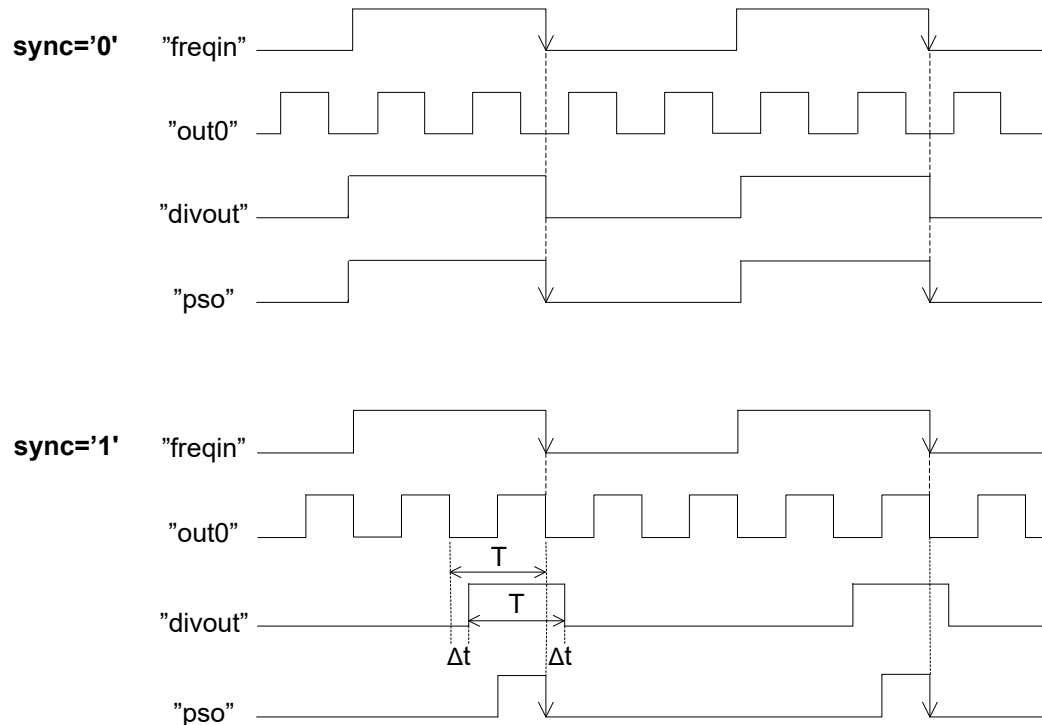 sync=’0' ”freqin”
”out0”
”divout”
”pso”
sync=’1' ”freqin”
”out0”
T
”divout” T
Δt Δt
”pso”